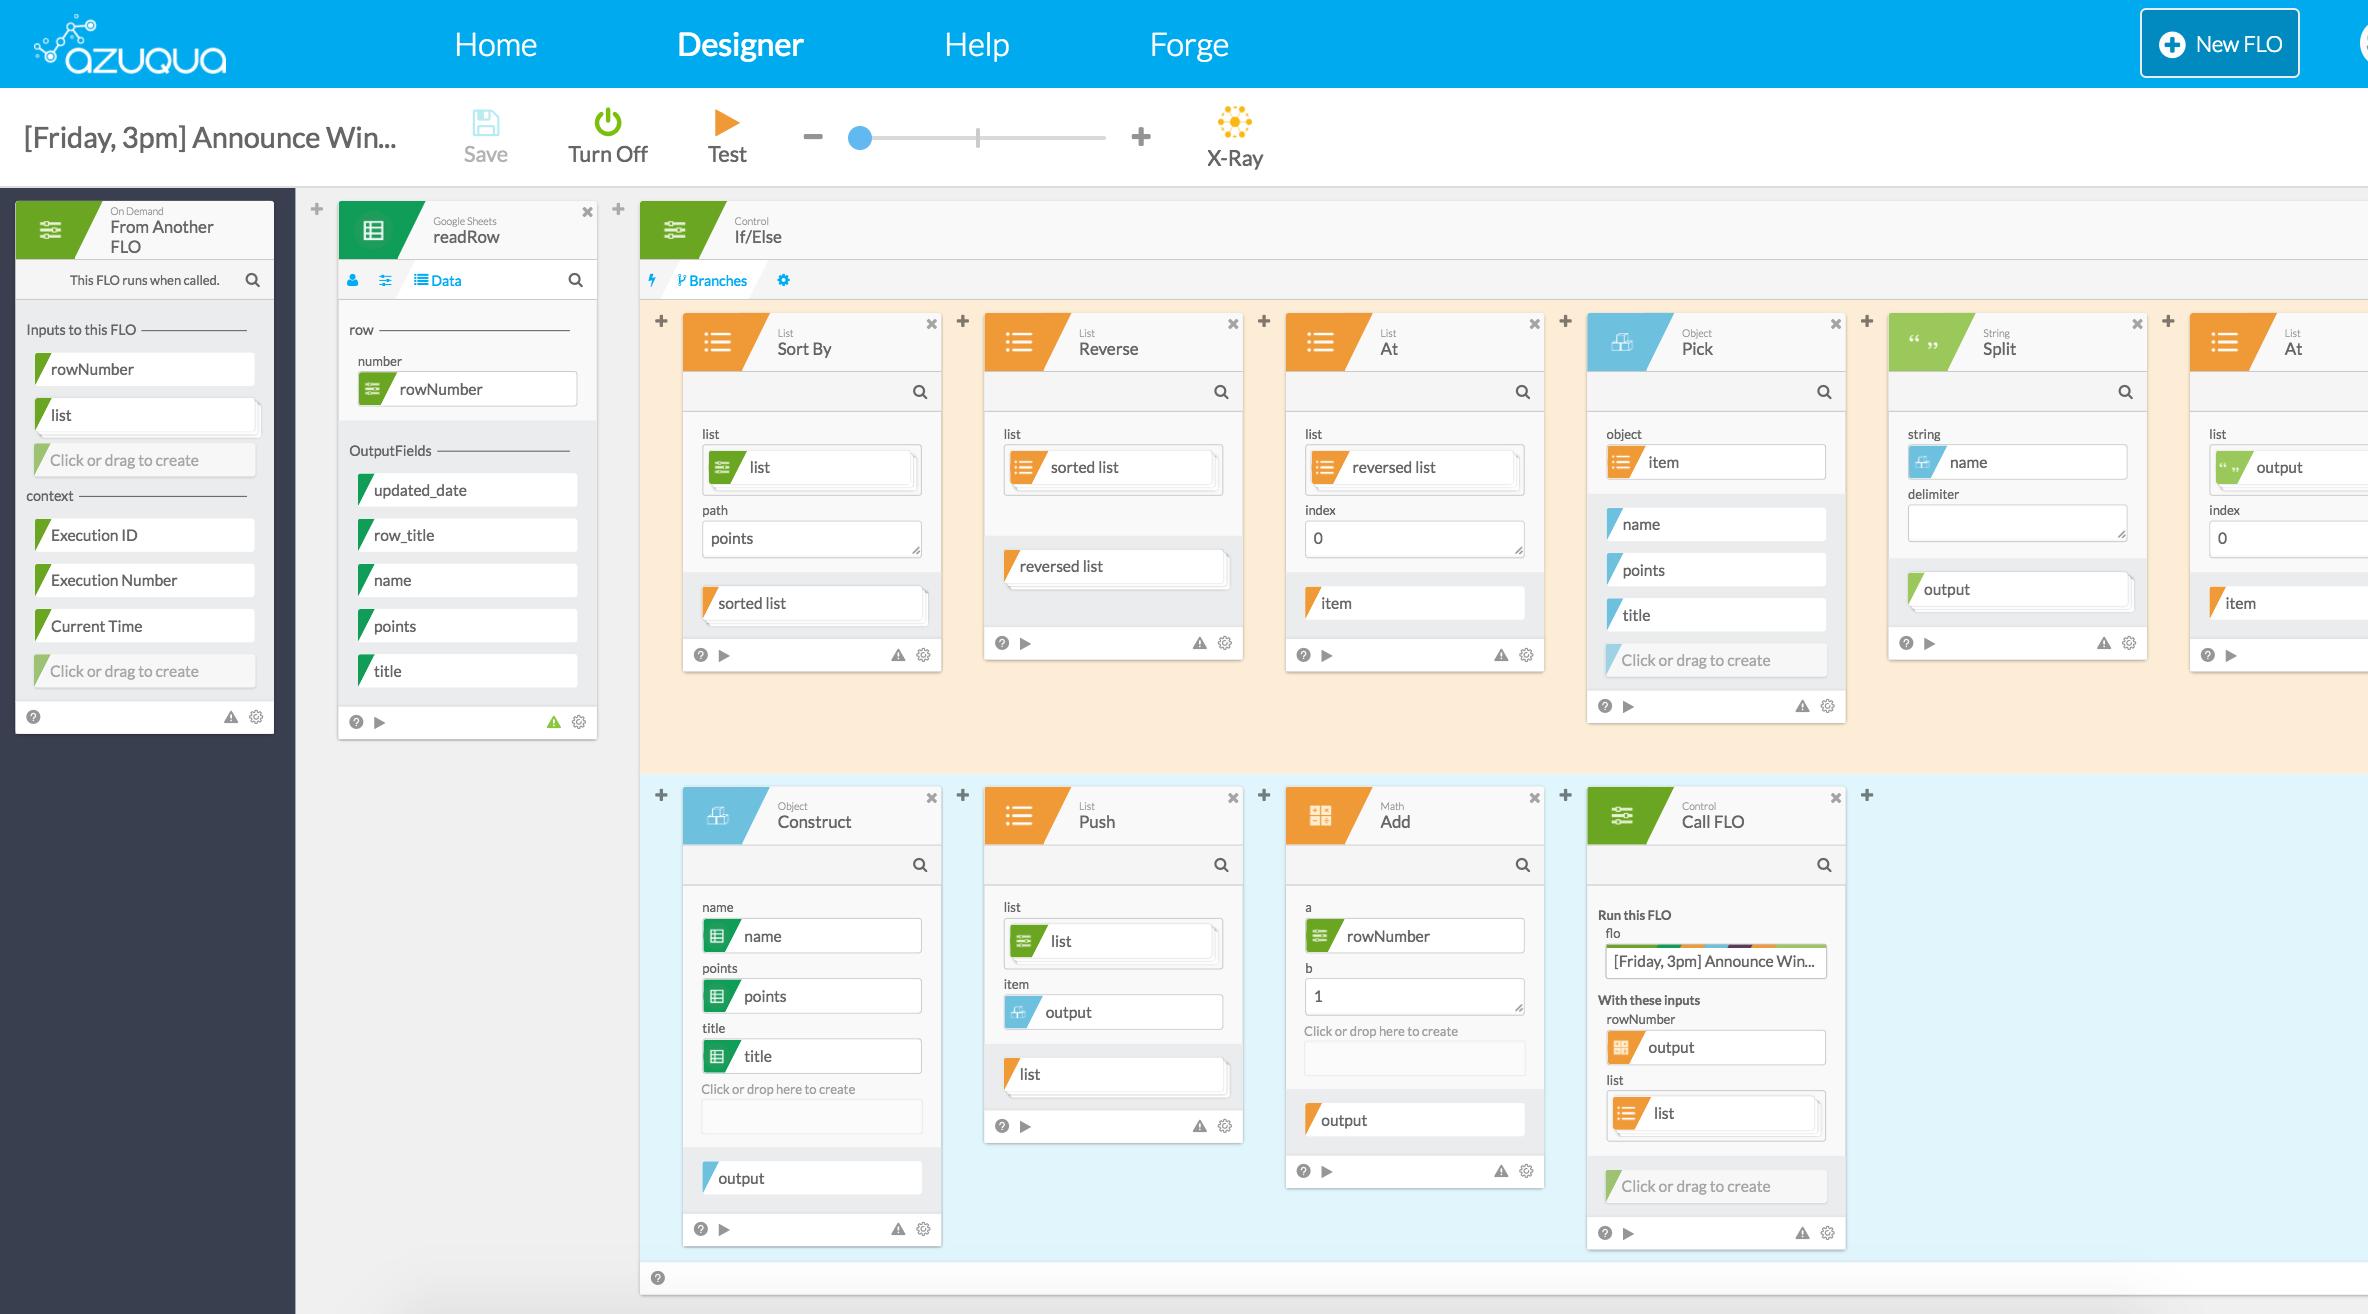 azuqua
Home
Designer
Help
Forge
New FLO
[Friday, 3pm] Announce Win...
Save
Turn Off
Test
X-Ray
On Demand
From Another
FLO
This FLO runs when called.
Inputs to this FLO
rowNumber
list
Click or drag to create
context
Execution ID
Execution Number
Current Time
Click or drag to create
Google Sheets
readRow
Data
row
number
rowNumber
OutputFields
updated_date
row_title
name
points
title
Control
If/Else
Branches
List
Sort By
list
list
path
points
sorted list
List
Reverse
list
sorted list
reversed list
List
At
list
reversed list
index
0
item
Object
Pick
object
item
name
points
title
Click or drag to create
String
Split
string
name
delimiter
output
List
At
list
output
index
0
item
Object
Construct
name
name
points
points
title
title
Click or drop here to create
output
List
Push
list
list
item
output
list
Math
Add
a
rowNumber
b
1
Click or drop here to create
output
Control
Call FLO
Run this FLO
flo
[Friday, 3pm] Announce Win...
With these inputs
rowNumber
output
list
list
Click or drag to create